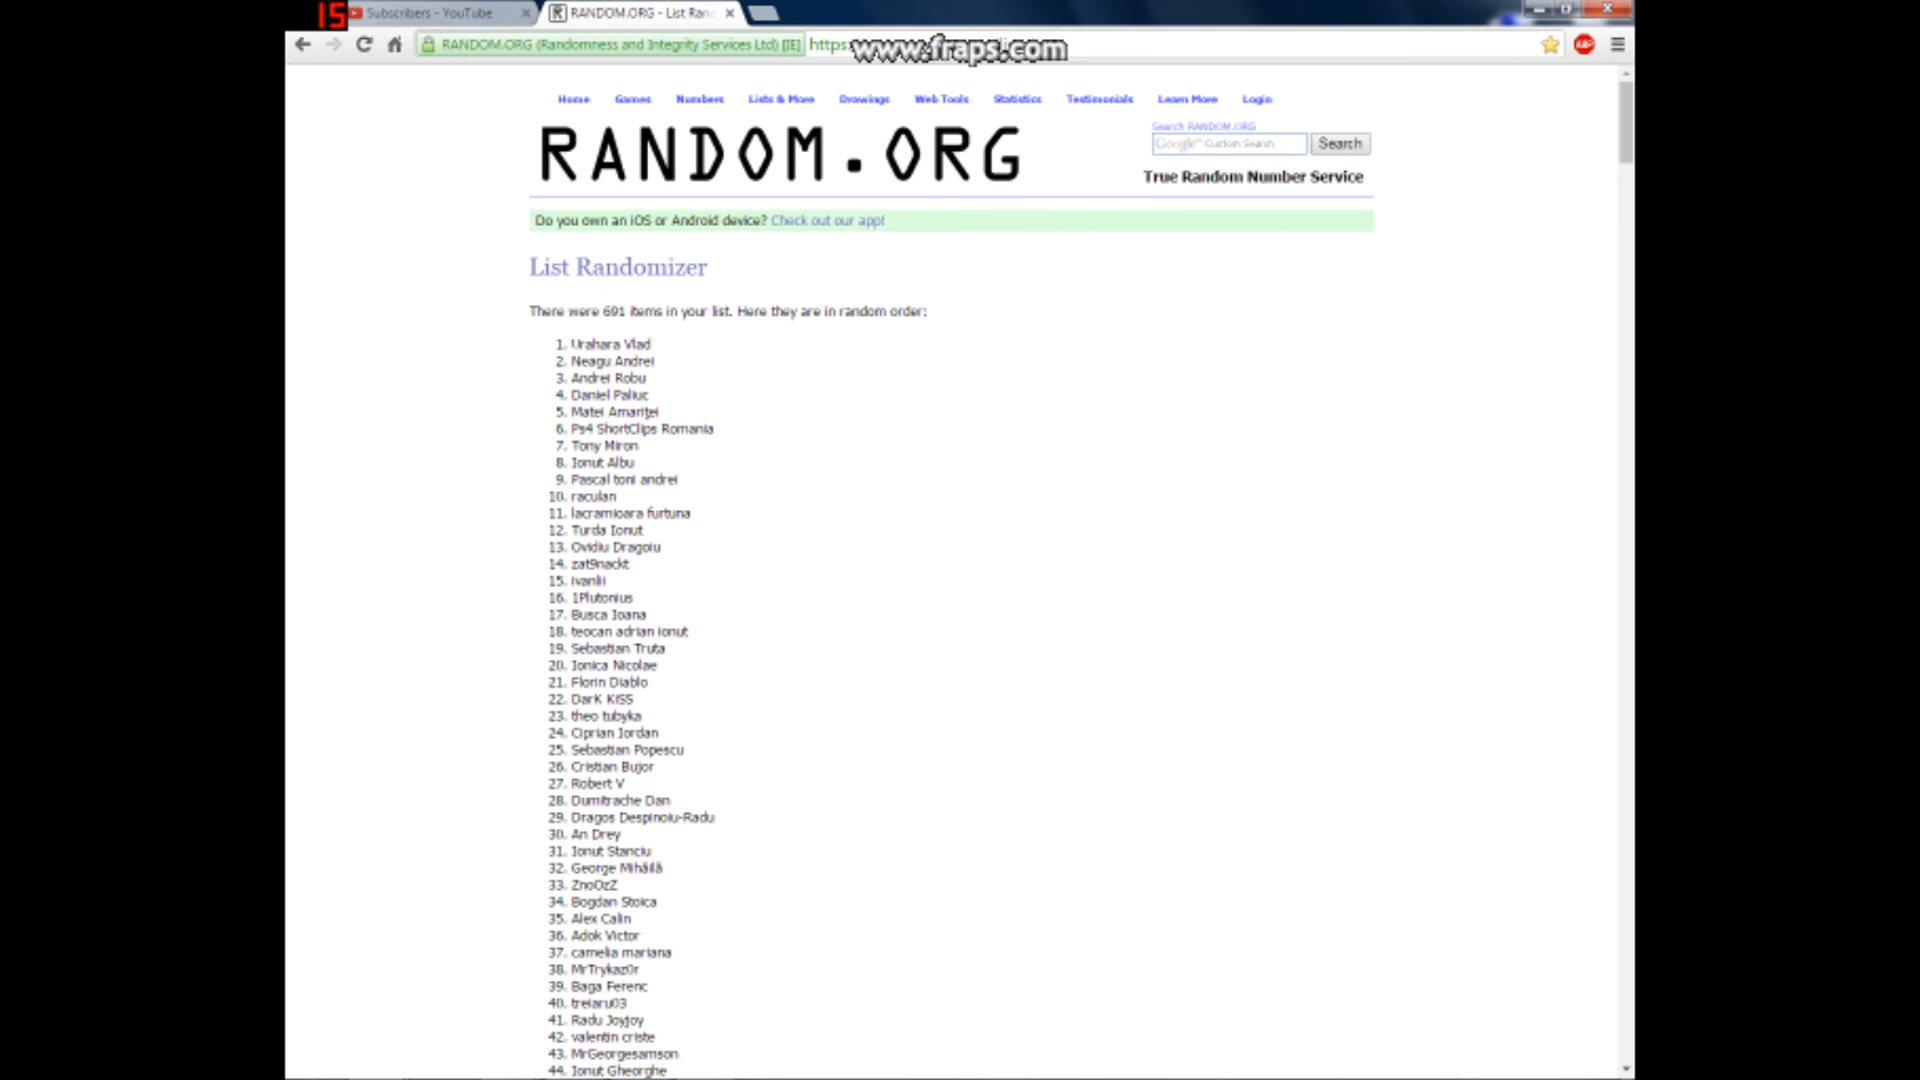 15
Subscribers - YouTube
RANDOM.ORG - List Ran
RANDOM.ORG (Randomness and Integrity Services Ltd) [IE] https:
www.fraps.com
Home Games Numbers Lists & More Drawings Web Tools Statistics Testimonials Learn More Login
RANDOM.ORG
Search RANDOM.ORG
Google™ Custom Search
Search
True Random Number Service
Do you own an iOS or Android device? Check out our app!
List Randomizer
There were 691 items in your list. Here they are in random order:
1. Urahara Vlad
2. Neagu Andrei
3. Andrei Robu
4. Daniel Paliuc
5. Matei Amariței
6. Ps4 ShortClips Romania
7. Tony Miron
8. Ionut Albu
9. Pascal toni andrei
10. raculan
11. lacramioara furtuna
12. Turda Ionut
13. Ovidiu Dragoiu
14. zat9nackt
15. ivanlii
16. 1Plutonius
17. Busca Ioana
18. teocan adrian ionut
19. Sebastian Truta
20. Ionica Nicolae
21. Florin Diablo
22. DarK KISS
23. theo tubyka
24. Ciprian Iordan
25. Sebastian Popescu
26. Cristian Bujor
27. Robert V
28. Dumitrache Dan
29. Dragos Despinoiu-Radu
30. An Drey
31. Ionut Stanciu
32. George Mihăilă
33. ZnoOzZ
34. Bogdan Stoica
35. Alex Calin
36. Adok Victor
37. camelia mariana
38. MrTrykaz0r
39. Baga Ferenc
40. treiaru03
41. Radu Joyjoy
42. valentin criste
43. MrGeorgesamson
44. Ionut Gheorghe